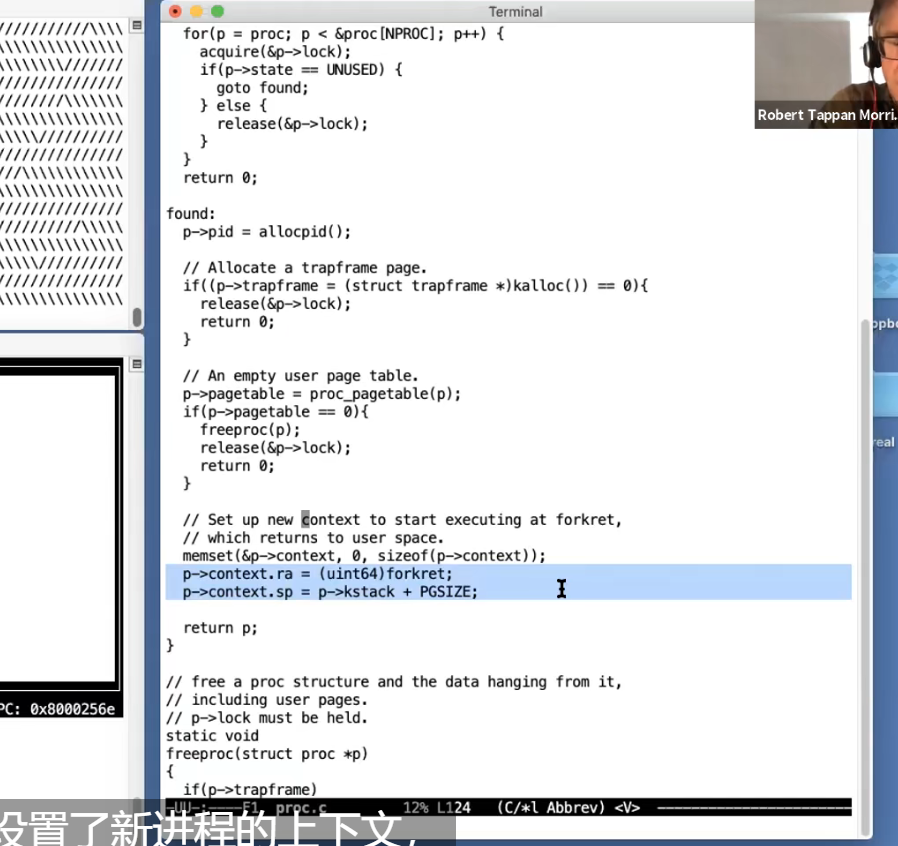 Terminal
for(p = proc; p < &proc[NPROC]; p++) {
acquire(&p->lock);
if(p->state == UNUSED) {
goto found;
} else {
release(&p->lock);
}
}
return 0;
found:
p->pid = allocpid();
// Allocate a trapframe page.
if((p->trapframe = (struct trapframe *)kalloc()) == 0){
release(&p->lock);
return 0;
}
// An empty user page table.
p->pagetable = proc_pagetable(p);
if(p->pagetable == 0){
freeproc(p);
release(&p->lock);
return 0;
}
// Set up new context to start executing at forkret,
// which returns to user space.
memset(&p->context, 0, sizeof(p->context));
p->context.ra = (uint64)forkret;
p->context.sp = p->kstack + PGSIZE;
return p;
}
// free a proc structure and the data hanging from it,
// including user pages.
// p->lock must be held.
static void
freeproc(struct proc *p)
{
if(p->trapframe)
-UU-:----F1 proc.c 12% L124 (C/*l Abbrev) <V>
Robert Tappan Morri.
PC: 0x8000256e
设置了新进程的上下文，